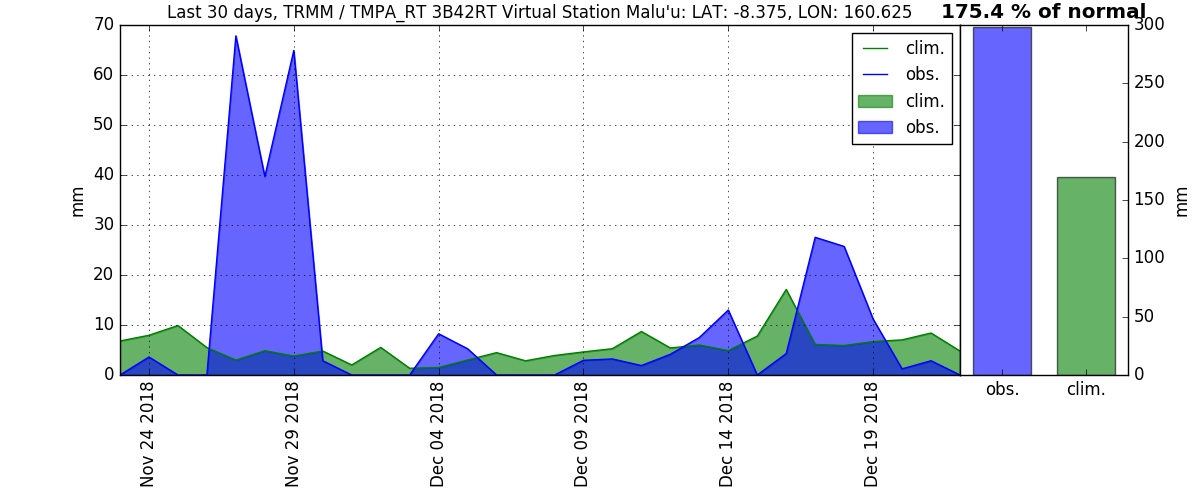 Last 30 days, TRMM / TMPA_RT 3B42RT Virtual Station Malu'u: LAT: -8.375, LON: 160.625
175.4 % of normal
70
60
50
40
30
20
10
0
mm
clim.
obs.
clim.
obs.
Nov 24 2018
Nov 29 2018
Dec 04 2018
Dec 09 2018
Dec 14 2018
Dec 19 2018
300
250
200
150
100
50
0
mm
obs.
clim.